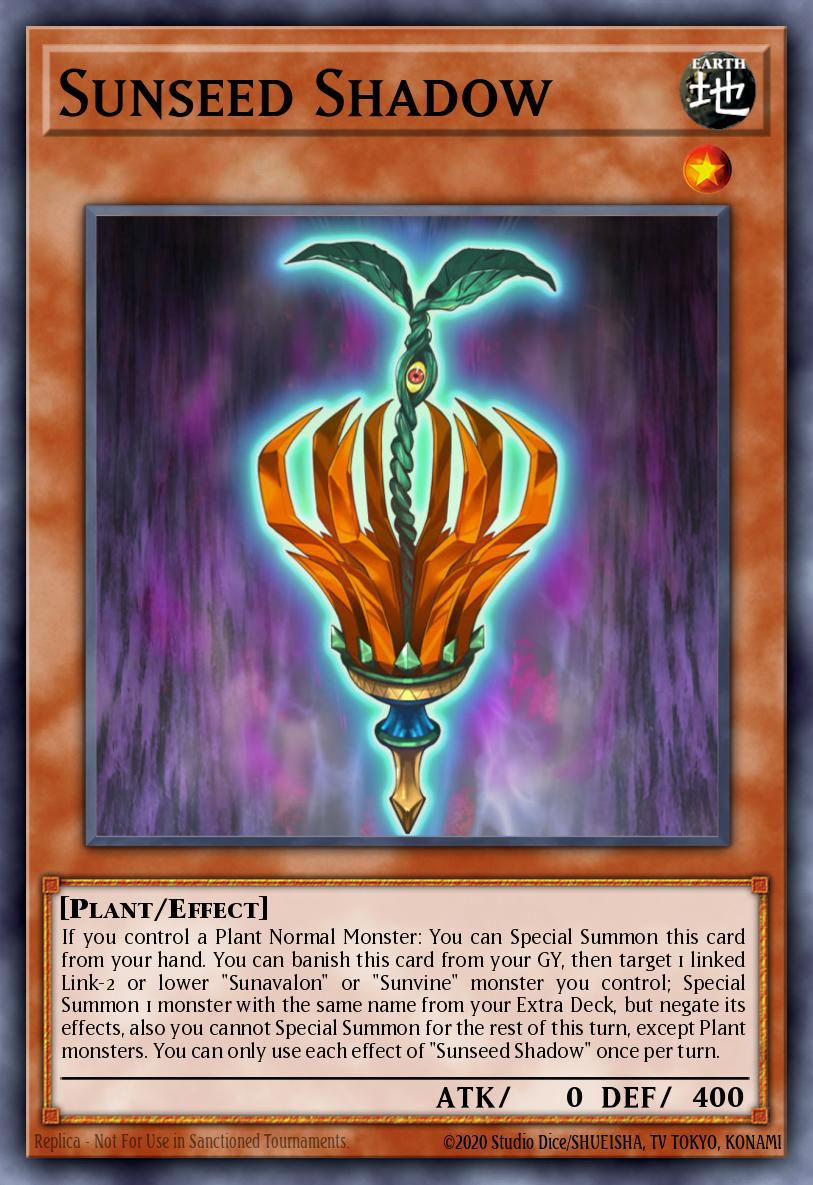 Sunseed Shadow
EARTH
地
[Plant/Effect]
If you control a Plant Normal Monster: You can Special Summon this card
from your hand. You can banish this card from your GY, then target 1 linked
Link-2 or lower "Sunavalon" or "Sunvine" monster you control; Special
Summon 1 monster with the same name from your Extra Deck, but negate its
effects, also you cannot Special Summon for the rest of this turn, except Plant
monsters. You can only use each effect of "Sunseed Shadow" once per turn.
ATK/ 0 DEF/ 400
Replica - Not For Use in Sanctioned Tournaments.
©2020 Studio Dice/SHUEISHA, TV TOKYO, KONAMI